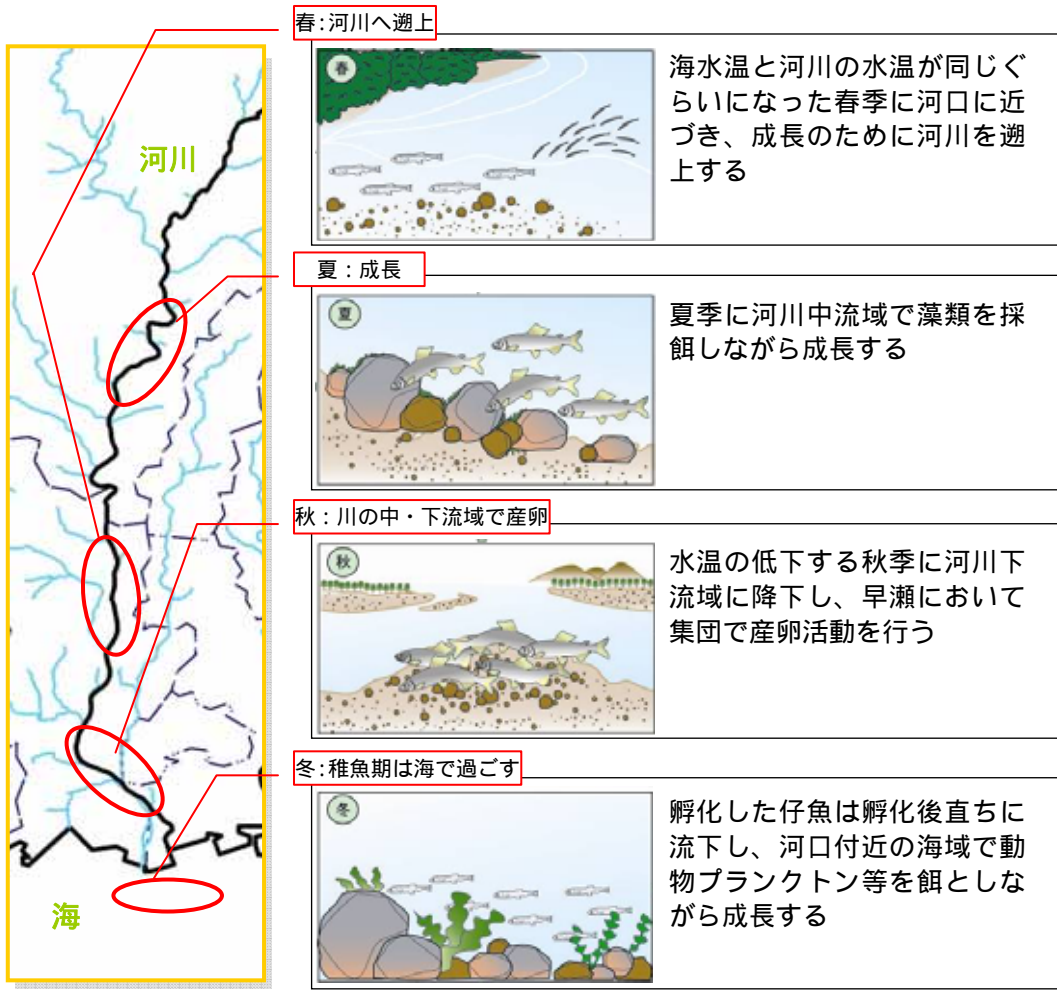 春:河川へ遡上
河川
春
海水温と河川の水温が同じぐ
らいになった春季に河口に近
づき、成長のために河川を遡
上する
夏：成長
夏
夏季に河川中流域で藻類を採
餌しながら成長する
秋：川の中・下流域で産卵
秋
水温の低下する秋季に河川下
流域に降下し、早瀬において
集団で産卵活動を行う
冬:稚魚期は海で過ごす
冬
孵化した仔魚は孵化後直ちに
流下し、河口付近の海域で動
物プランクトン等を餌としな
がら成長する
海